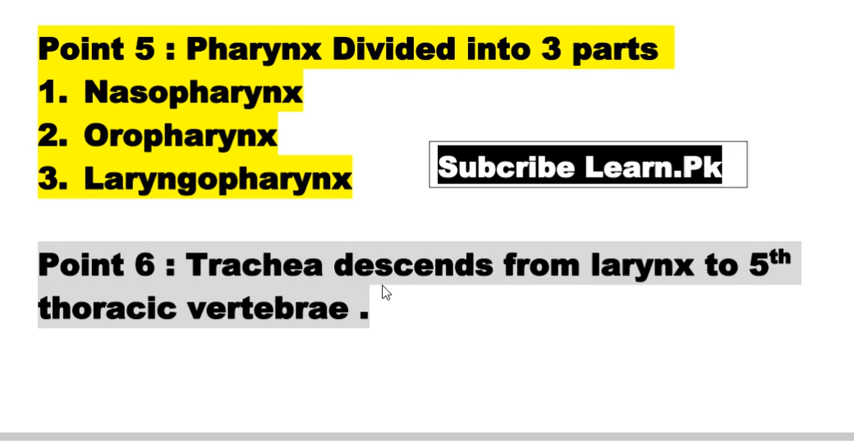 Point 5 : Pharynx Divided into 3 parts
1. Nasopharynx
2. Oropharynx
3. Laryngopharynx
Subcribe Learn.Pk
Point 6 : Trachea descends from larynx to 5th
thoracic vertebrae .